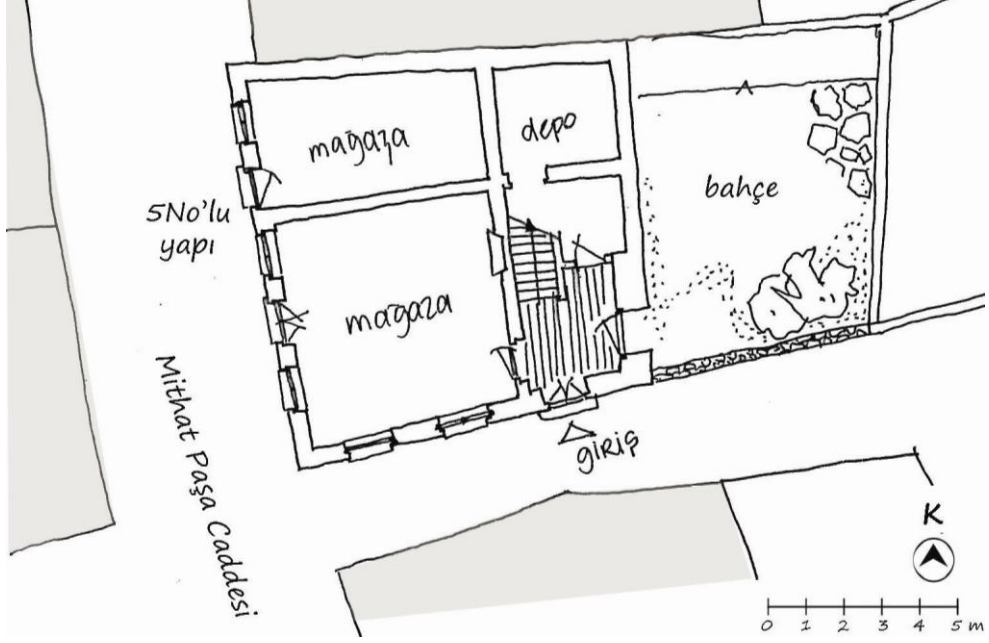 mağaza
depo
bahçe
5No'lu
yapı
mağaza
Mithat Paşa Caddesi
giRiş
K
0 1 2 3 4 5 m